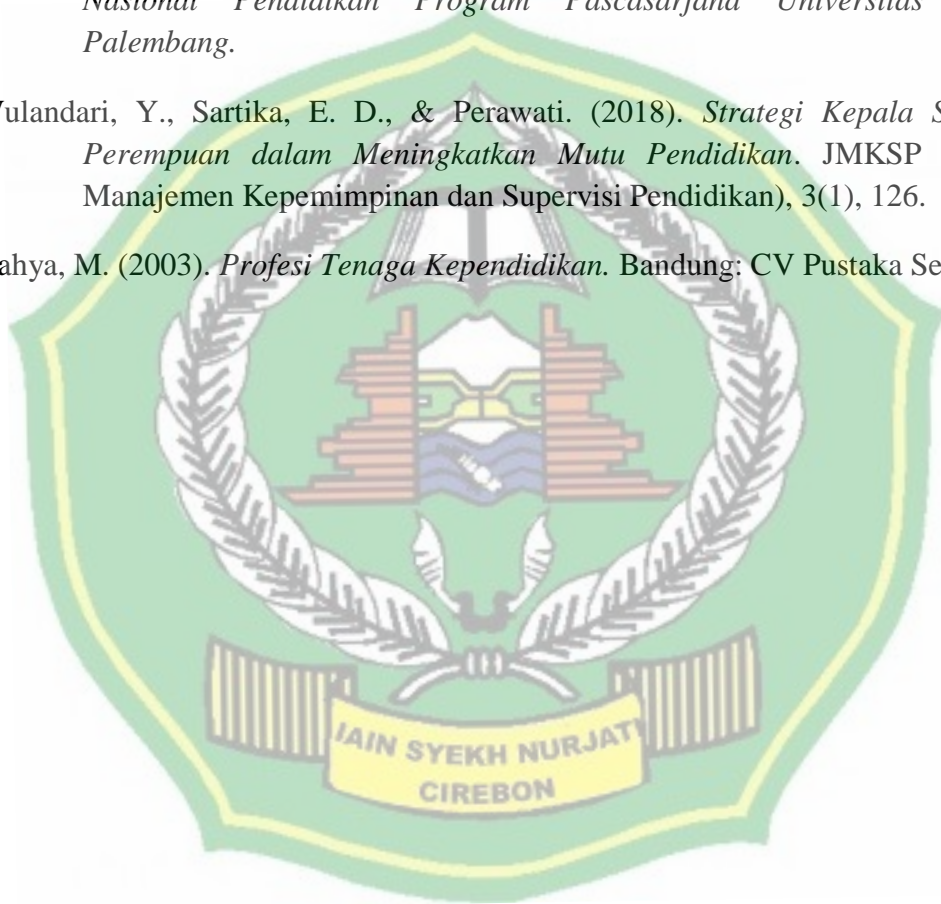 Nasional Pendidikan Program Pascasarjana Universitas
Palembang.
ulandari, Y., Sartika, E. D., & Perawati. (2018). Strategi Kepala S
Perempuan dalam Meningkatkan Mutu Pendidikan. JMKSP
Manajemen Kepemimpinan dan Supervisi Pendidikan), 3(1), 126.
ahya, M. (2003). Profesi Tenaga Kependidikan. Bandung: CV Pustaka Se
IAIN SYEKH NURJATI
CIREBON